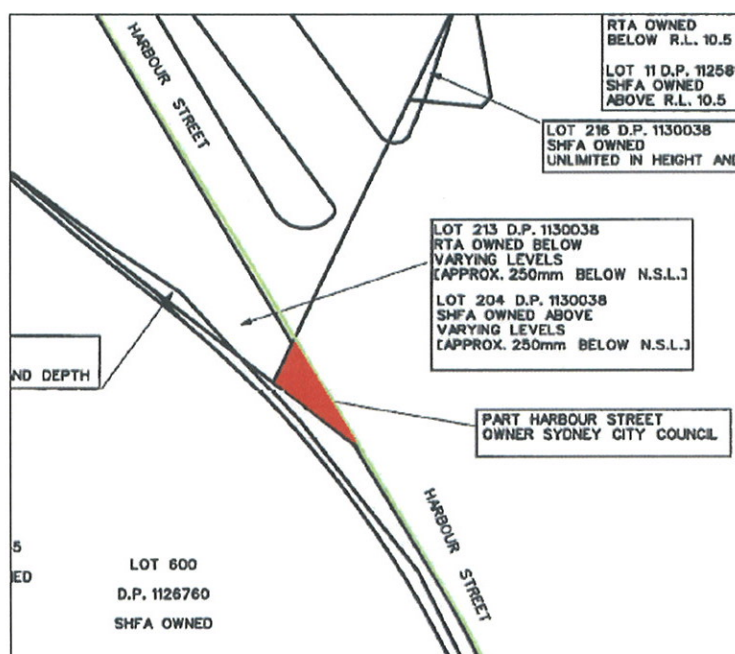 RTA OWNED
BELOW R.L. 10.5
LOT 11 D.P. 11258
SHFA OWNED
ABOVE R.L. 10.5
HARBOUR STREET
LOT 216 D.P. 1130038
SHFA OWNED
UNLIMITED IN HEIGHT AND
LOT 213 D.P. 1130038
RTA OWNED BELOW
VARYING LEVELS
[APPROX. 250mm BELOW N.S.L.]
LOT 204 D.P. 1130038
SHFA OWNED ABOVE
VARYING LEVELS
[APPROX. 250mm BELOW N.S.L.]
ND DEPTH
PART HARBOUR STREET
OWNER SYDNEY CITY COUNCIL
HARBOUR STREET
5
ED
LOT 600
D.P. 1126760
SHFA OWNED